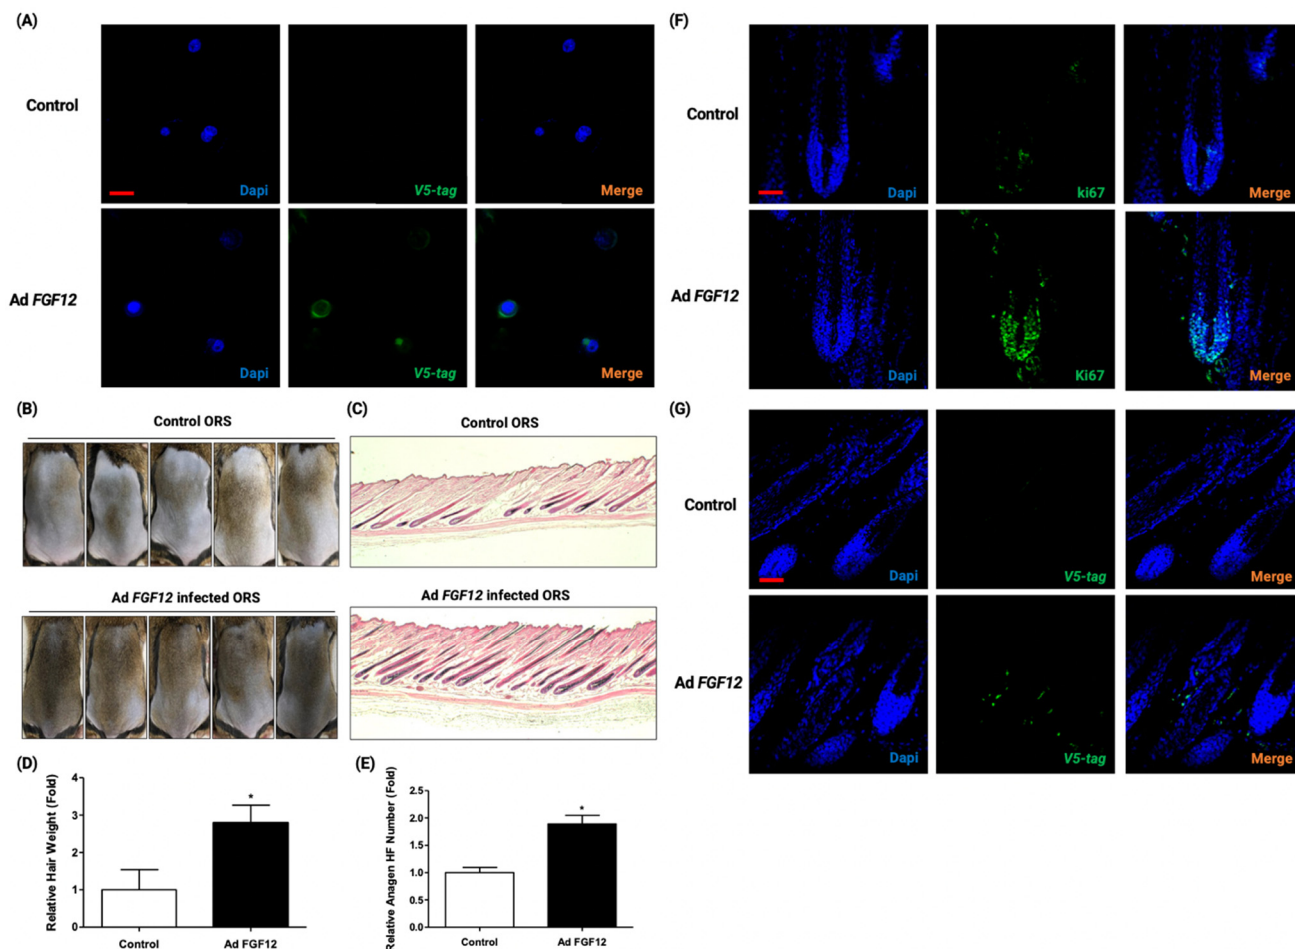 (A)
Control
Dapi
V5-tag
Merge
Ad FGF12
Dapi
V5-tag
Merge
(B)
Control ORS
Ad FGF12 infected ORS
(C)
Control ORS
Ad FGF12 infected ORS
(D)
Relative Hair Weight (Fold)
4
3
2
1
0
Control
Ad FGF12
*
(E)
Relative Anagen HF Number (Fold)
2.5
2.0
1.5
1.0
0.5
0.0
Control
Ad FGF12
*
(F)
Control
Dapi
ki67
Merge
Ad FGF12
Dapi
Ki67
Merge
(G)
Control
Dapi
V5-tag
Merge
Ad FGF12
Dapi
V5-tag
Merge